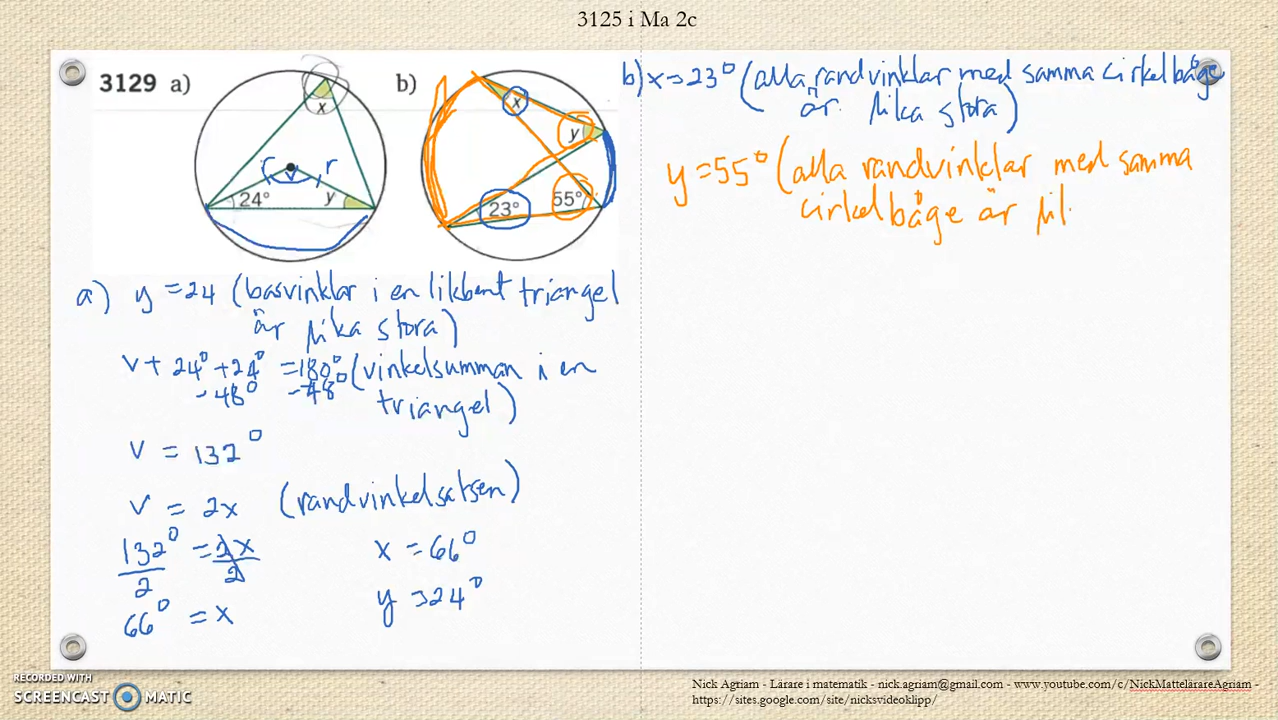 3125 i Ma 2c
3129 a)
x
r
r
v
24°
y
b)
x
y
23°
55°
a) y = 24 (basvinklar i en likbent triangel
är lika stora)
v + 24° + 24° = 180° (vinkelsumman i en
-48° -48° triangel)
v = 132°
v = 2x (randvinkelsatsen)
132° = 2x
2 2
66° = x
x = 66°
y = 24°
b) x = 23° (alla randvinklar med samma cirkelbåge
är lika stora)
y = 55° (alla randvinklar med samma
cirkelbåge är lik
RECORDED WITH
SCREENCAST MATIC
Nick Agriam - Lärare i matematik - nick.agriam@gmail.com - www.youtube.com/c/NickMattelärareAgriam -
https://sites.google.com/site/nicksvideoklipp/